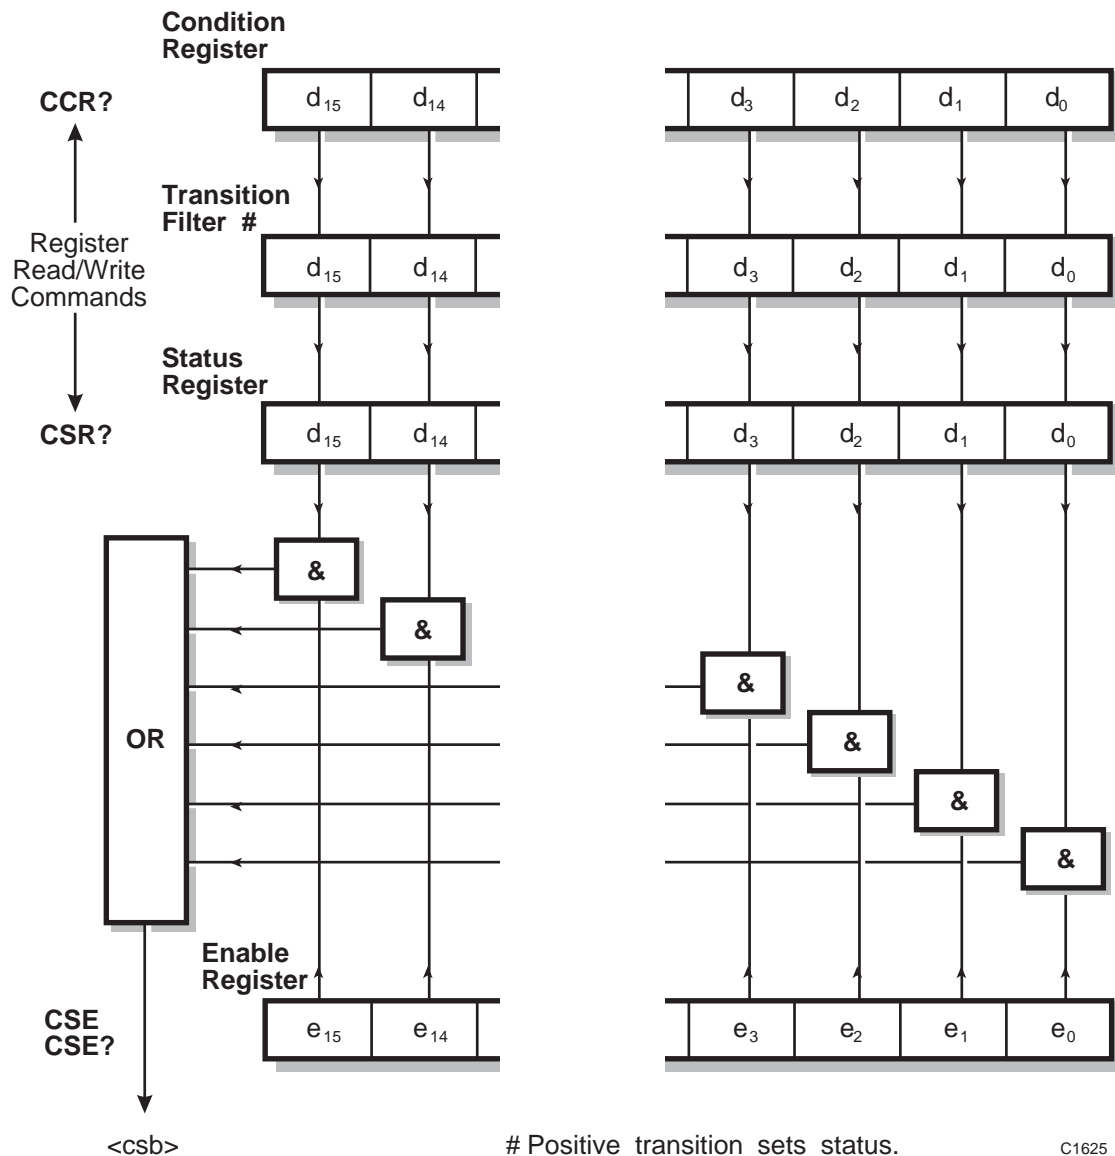 Condition
Register
CCR?
d15 d14 d3 d2 d1 d0
Transition
Filter #
Register
Read/Write
Commands
d15 d14 d3 d2 d1 d0
Status
Register
CSR?
d15 d14 d3 d2 d1 d0
&
&
&
OR
&
&
&
Enable
Register
CSE
CSE?
e15 e14 e3 e2 e1 e0
<csb>
# Positive transition sets status.
C1625